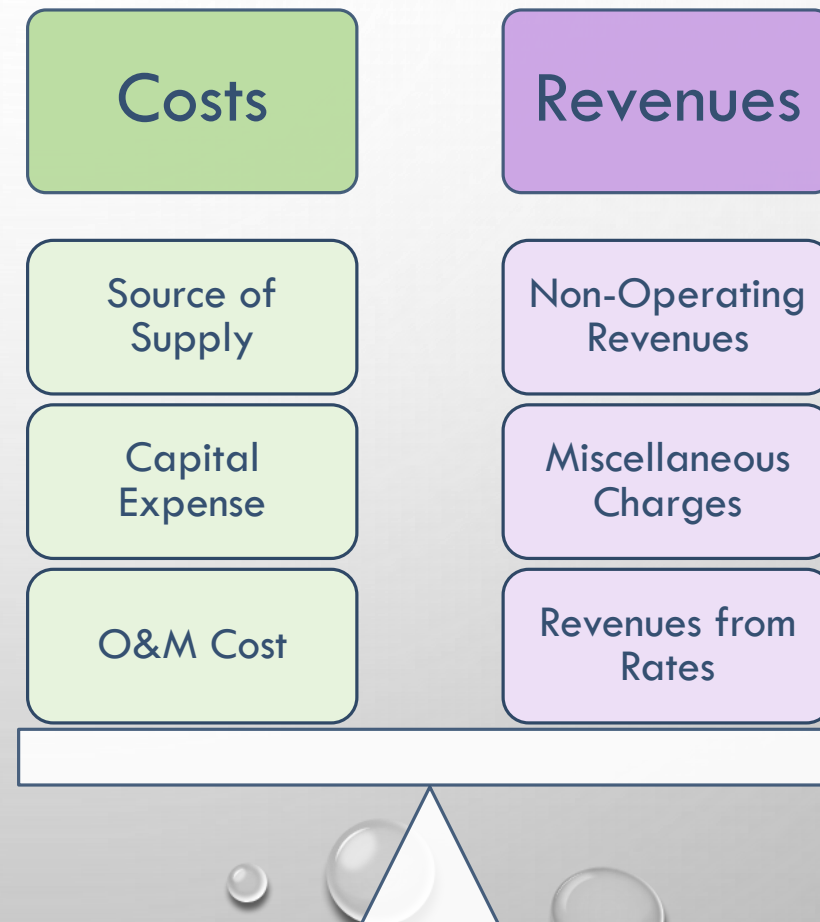 Costs
Source of
Supply
Capital
Expense
O&M Cost
Revenues
Non-Operating
Revenues
Miscellaneous
Charges
Revenues from
Rates